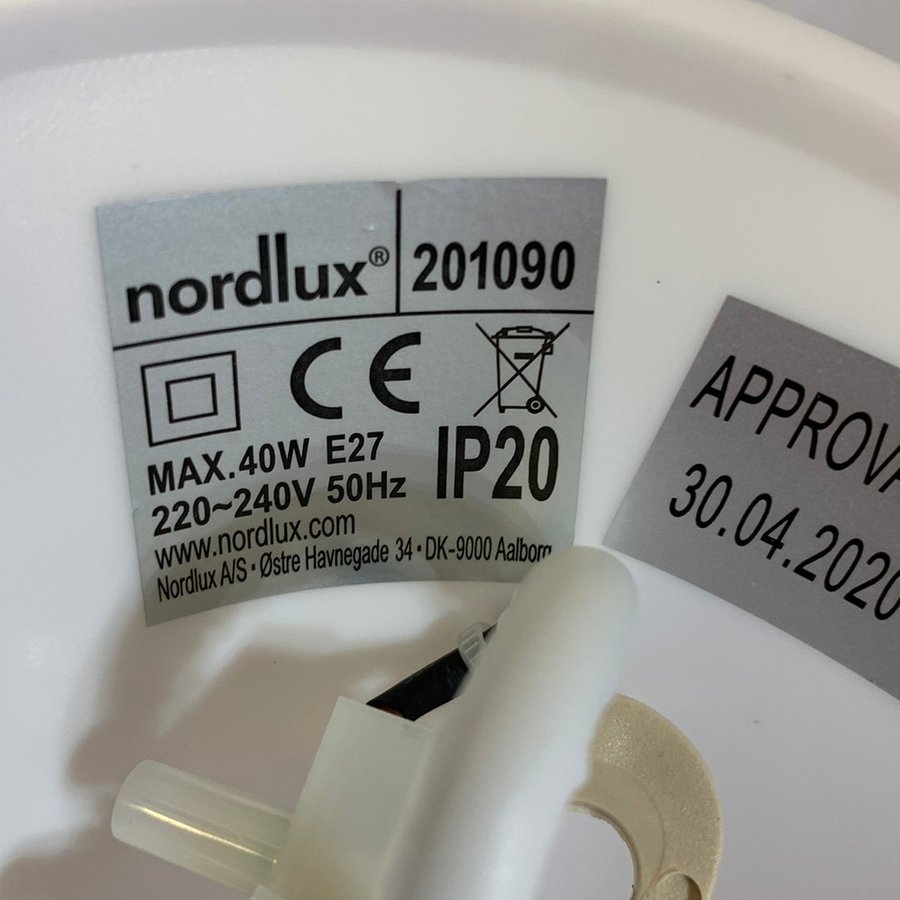 nordlux® 201090
CE
MAX.40W E27
220~240V 50Hz
IP20
www.nordlux.com
Nordlux A/S · Østre Havnegade 34 · DK-9000 Aalborg
30.04.2020